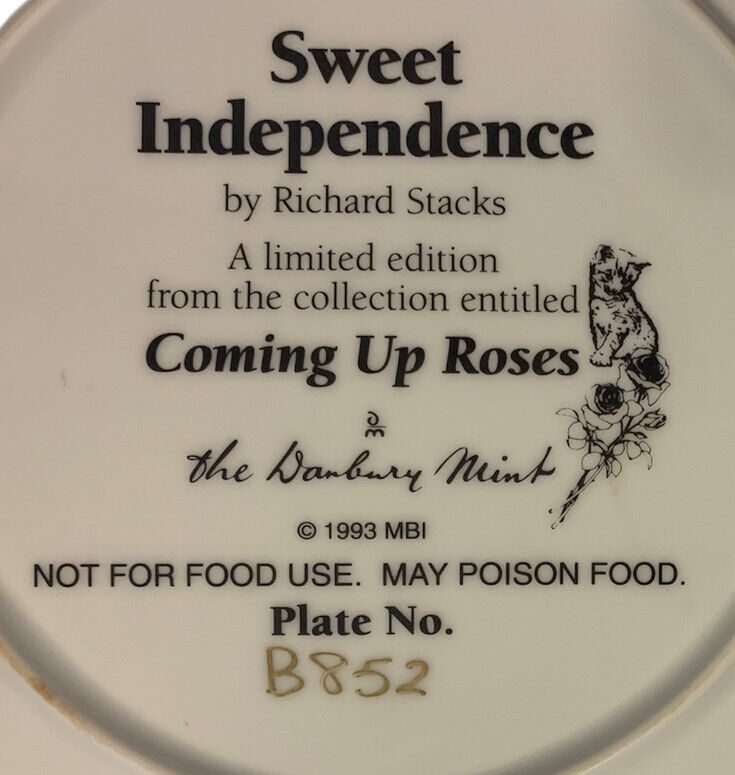 Sweet
Independence
by Richard Stacks
A limited edition
from the collection entitled
Coming Up Roses
dm
the Danbury Mint
© 1993 MBI
NOT FOR FOOD USE. MAY POISON FOOD.
Plate No.
B852